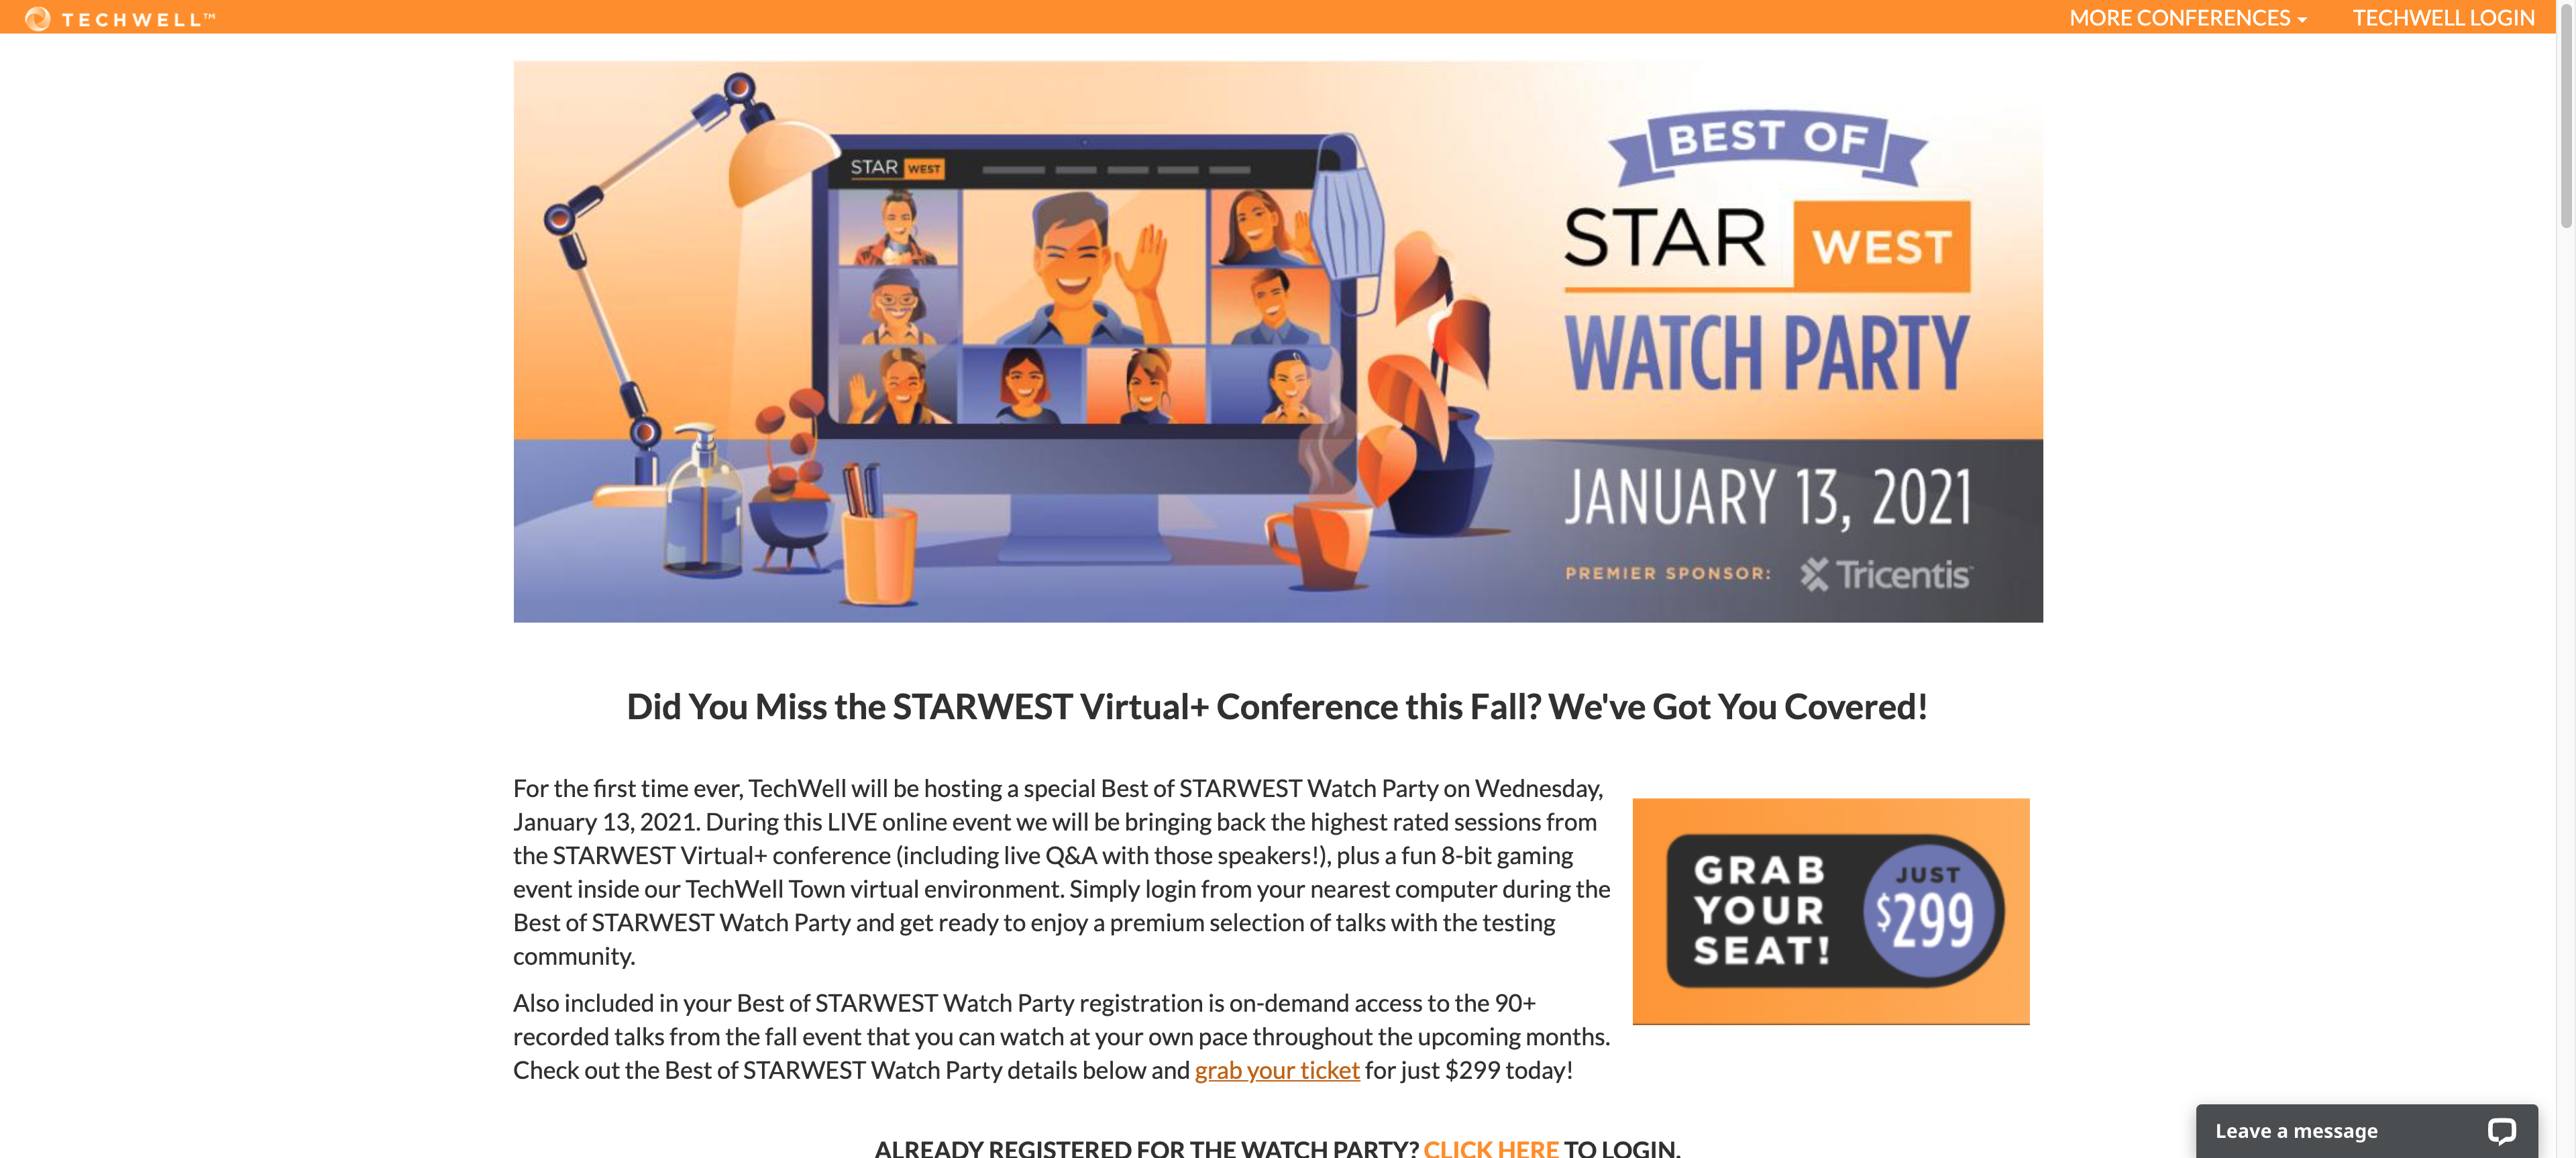 TECHWELL™
MORE CONFERENCES
TECHWELL LOGIN
STAR WEST
BEST OF
STAR WEST
WATCH PARTY
JANUARY 13, 2021
PREMIER SPONSOR: Tricentis
Did You Miss the STARWEST Virtual+ Conference this Fall? We've Got You Covered!
For the first time ever, TechWell will be hosting a special Best of STARWEST Watch Party on Wednesday,
January 13, 2021. During this LIVE online event we will be bringing back the highest rated sessions from
the STARWEST Virtual+ conference (including live Q&A with those speakers!), plus a fun 8-bit gaming
event inside our TechWell Town virtual environment. Simply login from your nearest computer during the
Best of STARWEST Watch Party and get ready to enjoy a premium selection of talks with the testing
community.
Also included in your Best of STARWEST Watch Party registration is on-demand access to the 90+
recorded talks from the fall event that you can watch at your own pace throughout the upcoming months.
Check out the Best of STARWEST Watch Party details below and grab your ticket for just $299 today!
GRAB
YOUR
SEAT!
JUST
$299
ALREADY REGISTERED FOR THE WATCH PARTY? CLICK HERE TO LOGIN.
Leave a message